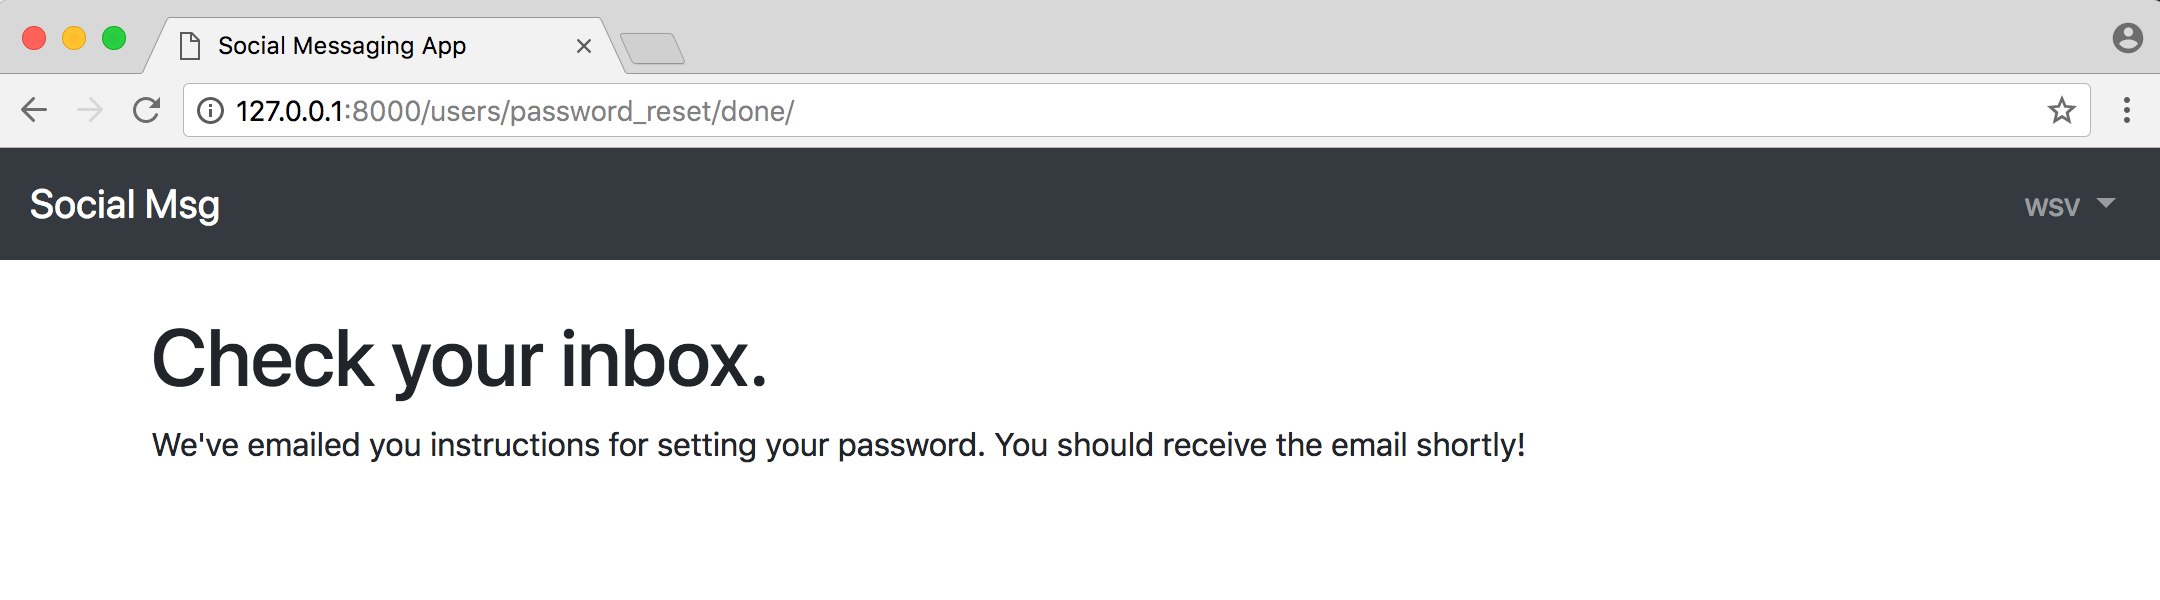 Social Messaging App
127.0.0.1:8000/users/password_reset/done/
Social Msg
wsv
Check your inbox.
We've emailed you instructions for setting your password. You should receive the email shortly!